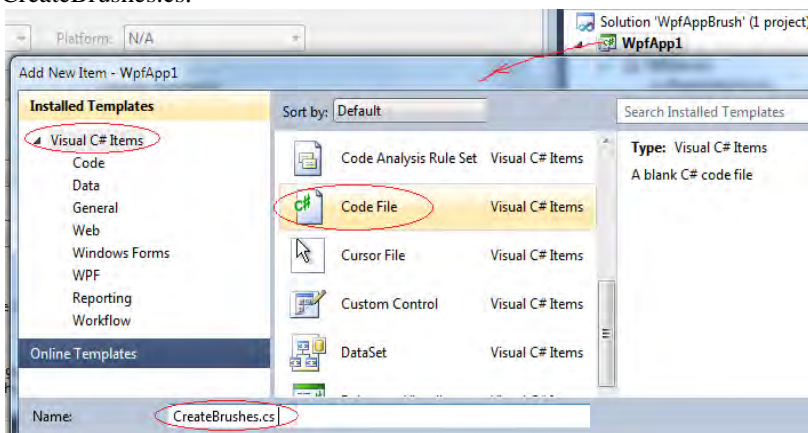 CreateBrushes.cs.
Platform: N/A
Solution 'WpfAppBrush' (1 project)
WpfApp1
Add New Item - WpfApp1
Installed Templates
Sort by: Default
Search Installed Templates
Visual C# Items
Code
Data
General
Web
Windows Forms
WPF
Reporting
Workflow
Online Templates
Code Analysis Rule Set Visual C# Items
Code File Visual C# Items
Cursor File Visual C# Items
Custom Control Visual C# Items
DataSet Visual C# Items
Type: Visual C# Items
A blank C# code file
Name: CreateBrushes.cs